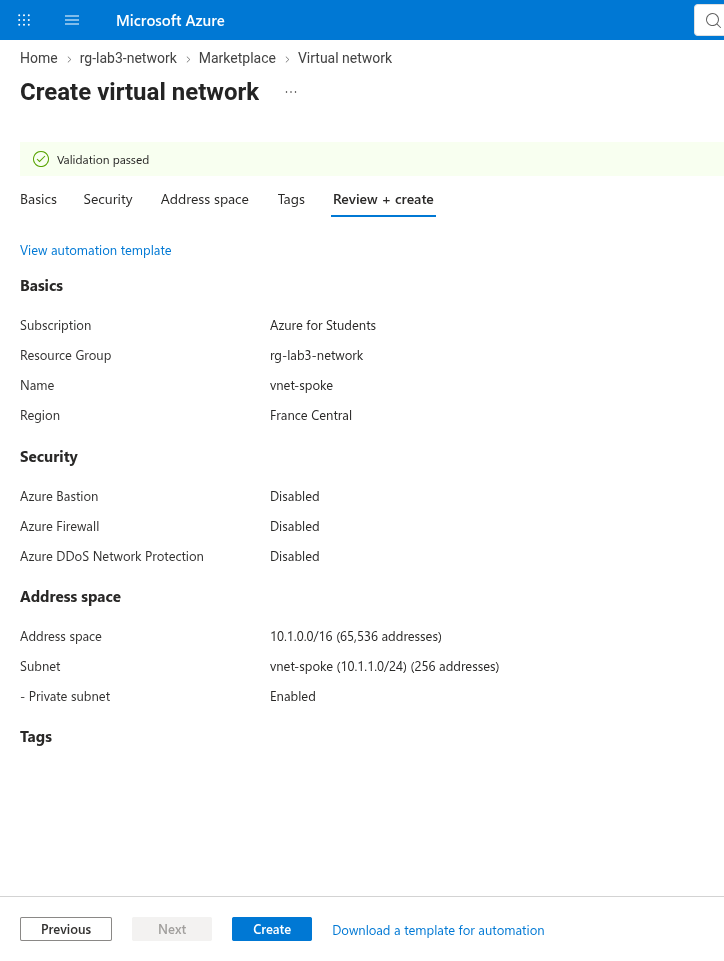 Microsoft Azure
Home > rg-lab3-network > Marketplace > Virtual network
Create virtual network ...
Validation passed
Basics Security Address space Tags Review + create
View automation template
Basics
Subscription Azure for Students
Resource Group rg-lab3-network
Name vnet-spoke
Region France Central
Security
Azure Bastion Disabled
Azure Firewall Disabled
Azure DDoS Network Protection Disabled
Address space
Address space 10.1.0.0/16 (65,536 addresses)
Subnet vnet-spoke (10.1.1.0/24) (256 addresses)
- Private subnet Enabled
Tags
Previous Next Create Download a template for automation